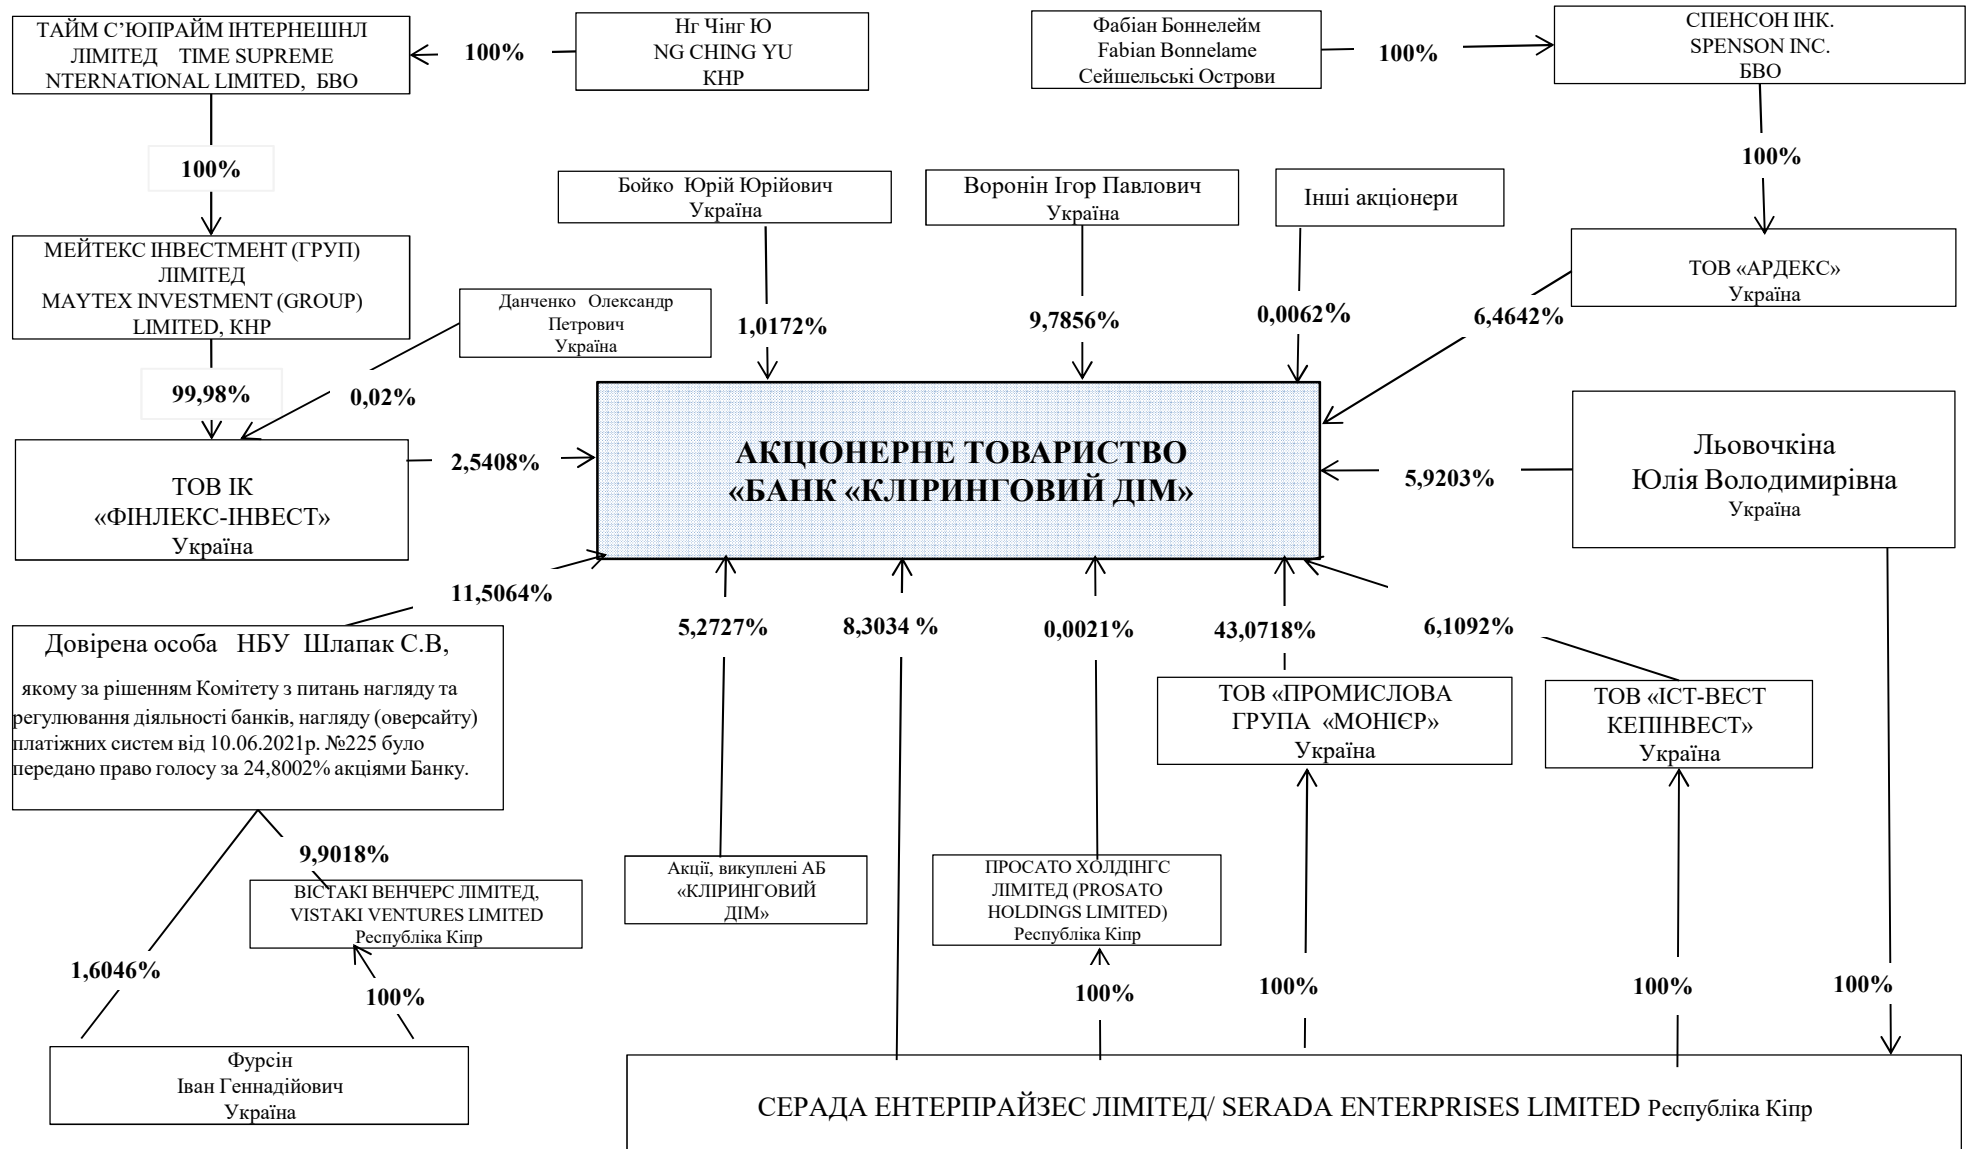 ТАЙМ С’ЮПРАЙМ ІНТЕРНЕШНЛ
ЛІМІТЕД TIME SUPREME
NTERNATIONAL LIMITED, БВО
100%
Нг Чінг Ю
NG CHING YU
КНР
Фабіан Боннелейм
Fabian Bonnelame
Сейшельські Острови
100%
СПЕНСОН ІНК.
SPENSON INC.
БВО
100%
100%
Бойко Юрій Юрійович
Україна
Воронін Ігор Павлович
Україна
Інші акціонери
МЕЙТЕКС ІНВЕСТМЕНТ (ГРУП)
ЛІМІТЕД
MAYTEX INVESTMENT (GROUP)
LIMITED, КНР
ТОВ «АРДЕКС»
Україна
Данченко Олександр
Петрович
Україна
1,0172%
9,7856%
0,0062%
6,4642%
99,98%
0,02%
АКЦІОНЕРНЕ ТОВАРИСТВО
«БАНК «КЛІРИНГОВИЙ ДІМ»
2,5408%
ТОВ ІК
«ФІНЛЕКС-ІНВЕСТ»
Україна
5,9203%
Льовочкіна
Юлія Володимирівна
Україна
11,5064%
5,2727%
8,3034 %
0,0021%
43,0718%
6,1092%
Довірена особа НБУ Шлапак С.В,
якому за рішенням Комітету з питань нагляду та
регулювання діяльності банків, нагляду (оверсайту)
платіжних систем від 10.06.2021р. №225 було
передано право голосу за 24,8002% акціями Банку.
ТОВ «ПРОМИСЛОВА
ГРУПА «МОНІЄР»
Україна
ТОВ «ІСТ-ВЕСТ
КЕПІНВЕСТ»
Україна
9,9018%
ВІСТАКІ ВЕНЧЕРС ЛІМІТЕД,
VISTAKI VENTURES LIMITED
Республіка Кіпр
Акції, викуплені АБ
«КЛІРИНГОВИЙ
ДІМ»
ПРОСАТО ХОЛДІНГС
ЛІМІТЕД (PROSATO
HOLDINGS LIMITED)
Республіка Кіпр
1,6046%
100%
100%
100%
100%
100%
Фурсін
Іван Геннадійович
Україна
СЕРАДА ЕНТЕРПРАЙЗЕС ЛІМІТЕД/ SERADA ENTERPRISES LIMITED Республіка Кіпр